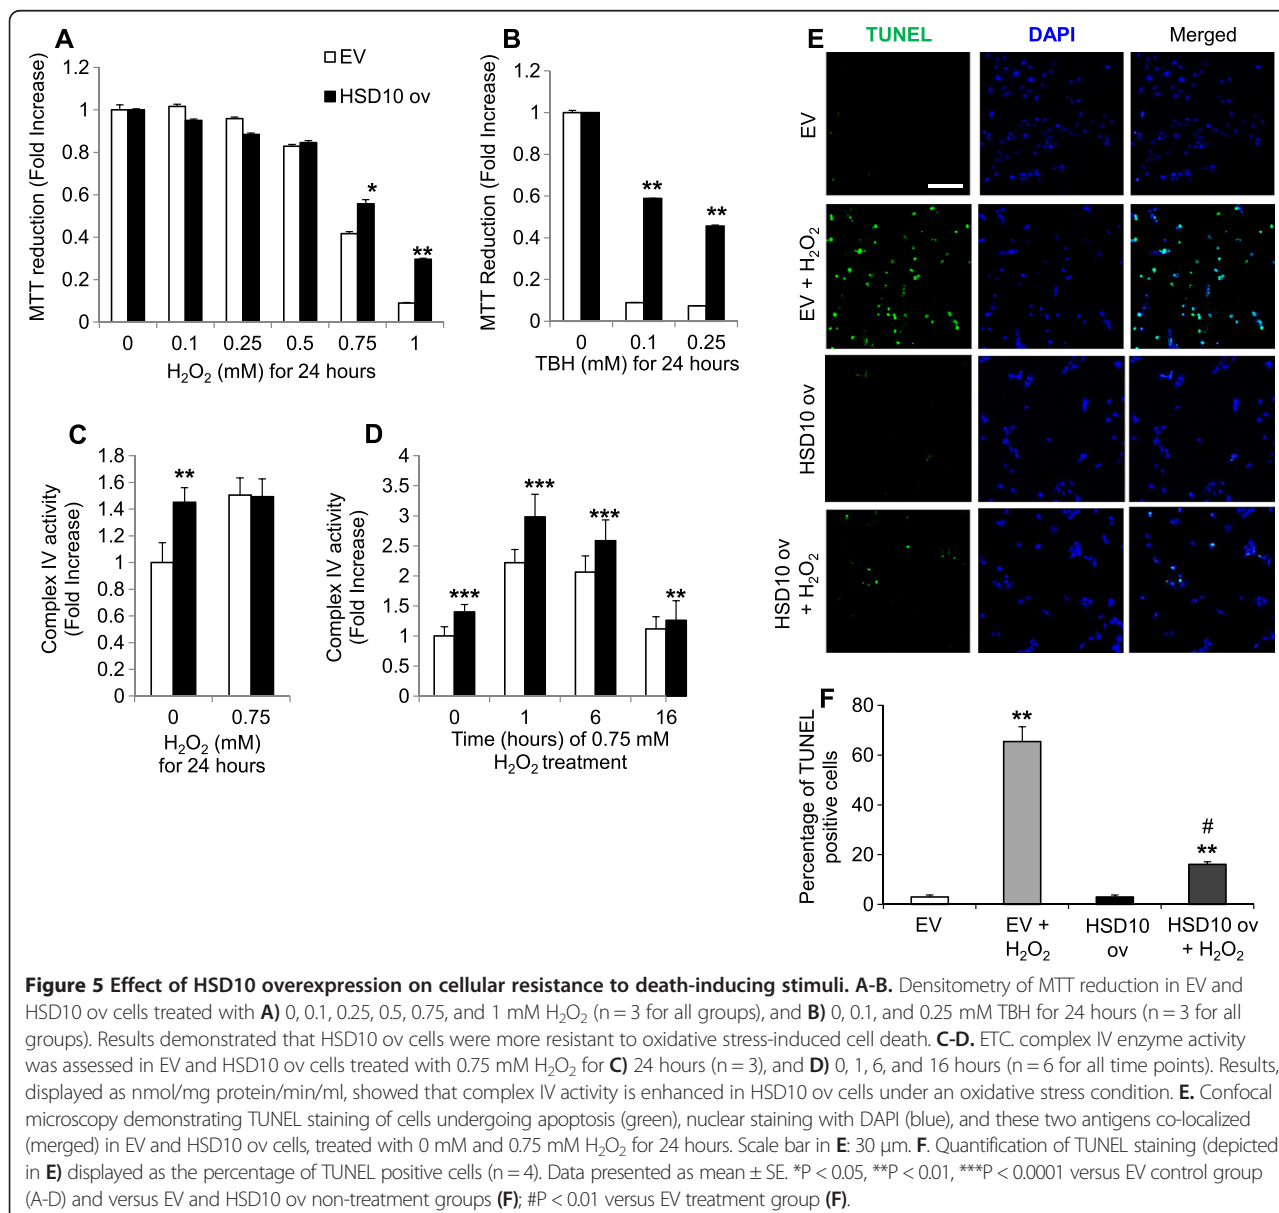 A
EV
HSD10 ov
MTT reduction (Fold Increase)
1.2
1
0.8
0.6
0.4
0.2
0
*
**
0 0.1 0.25 0.5 0.75 1
H₂O₂ (mM) for 24 hours
B
MTT Reduction (Fold Increase)
1.2
1
0.8
0.6
0.4
0.2
0
**
**
0 0.1 0.25
TBH (mM) for 24 hours
C
Complex IV activity
(Fold Increase)
1.8
1.6
1.4
1.2
1
0.8
0.6
0.4
0.2
0
**
0 0.75
H₂O₂ (mM)
for 24 hours
D
Complex IV activity
(Fold Increase)
4
3.5
3
2.5
2
1.5
1
0.5
0
***
***
***
**
0 1 6 16
Time (hours) of 0.75 mM
H₂O₂ treatment
E
TUNEL DAPI Merged
EV
EV + H₂O₂
HSD10 ov
HSD10 ov
+ H₂O₂
F
Percentage of TUNEL
positive cells
80
60
40
20
0
**
#
**
EV EV + HSD10 HSD10 ov
H₂O₂ ov + H₂O₂
Figure 5 Effect of HSD10 overexpression on cellular resistance to death-inducing stimuli. A-B. Densitometry of MTT reduction in EV and
HSD10 ov cells treated with A) 0, 0.1, 0.25, 0.5, 0.75, and 1 mM H₂O₂ (n = 3 for all groups), and B) 0, 0.1, and 0.25 mM TBH for 24 hours (n = 3 for all
groups). Results demonstrated that HSD10 ov cells were more resistant to oxidative stress-induced cell death. C-D. ETC. complex IV enzyme activity
was assessed in EV and HSD10 ov cells treated with 0.75 mM H₂O₂ for C) 24 hours (n = 3), and D) 0, 1, 6, and 16 hours (n = 6 for all time points). Results,
displayed as nmol/mg protein/min/ml, showed that complex IV activity is enhanced in HSD10 ov cells under an oxidative stress condition. E. Confocal
microscopy demonstrating TUNEL staining of cells undergoing apoptosis (green), nuclear staining with DAPI (blue), and these two antigens co-localized
(merged) in EV and HSD10 ov cells, treated with 0 mM and 0.75 mM H₂O₂ for 24 hours. Scale bar in E: 30 μm. F. Quantification of TUNEL staining (depicted
in E) displayed as the percentage of TUNEL positive cells (n = 4). Data presented as mean ± SE. *P < 0.05, **P < 0.01, ***P < 0.0001 versus EV control group
(A-D) and versus EV and HSD10 ov non-treatment groups (F); #P < 0.01 versus EV treatment group (F).